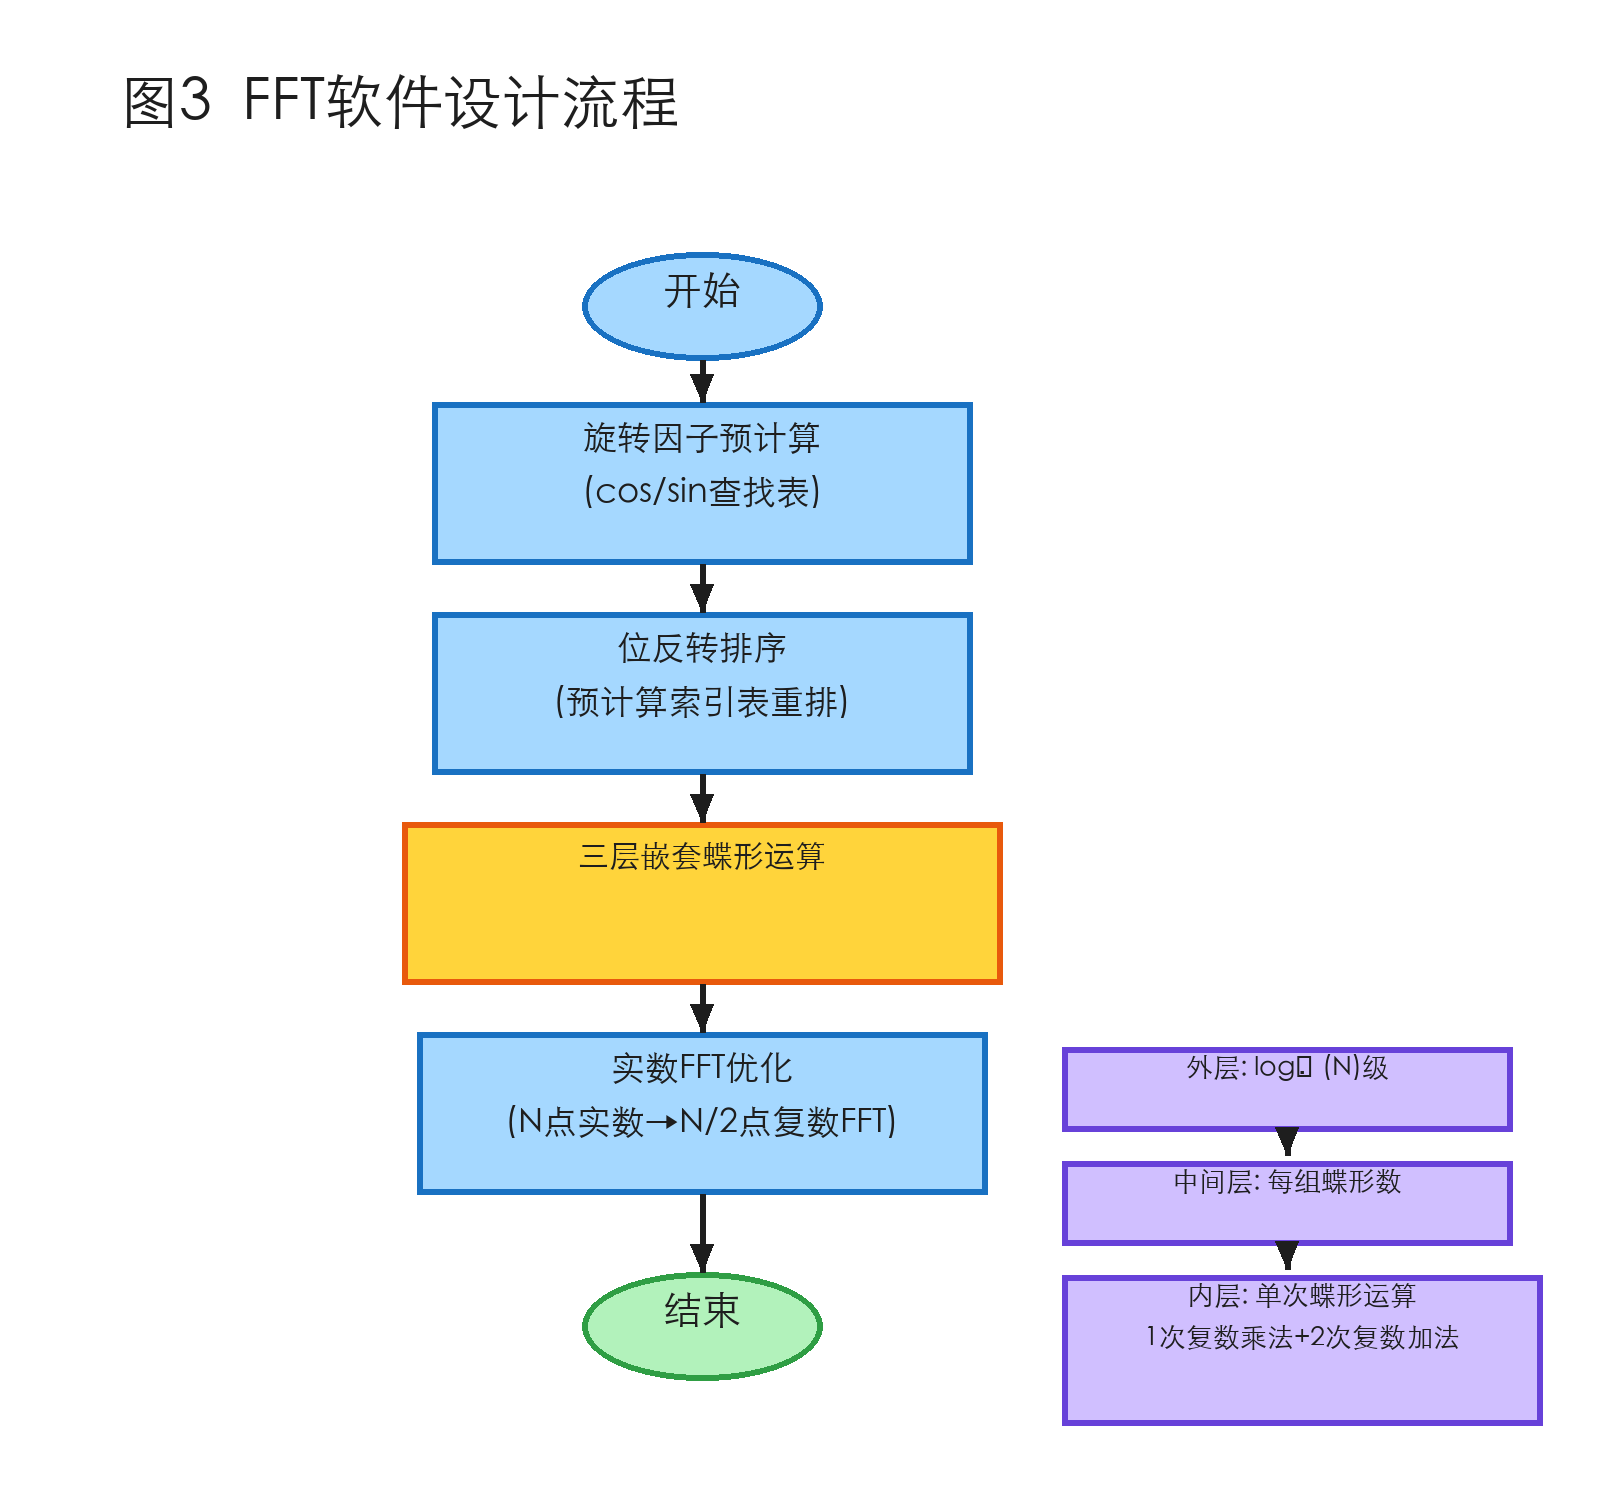 图3 FFT软件设计流程
开始
旋转因子预计算
(cos/sin查找表)
位反转排序
(预计算索引表重排)
三层嵌套蝶形运算
实数FFT优化
(N点实数→N/2点复数FFT)
结束
外层: log (N)级
中间层: 每组蝶形数
内层: 单次蝶形运算
1次复数乘法+2次复数加法